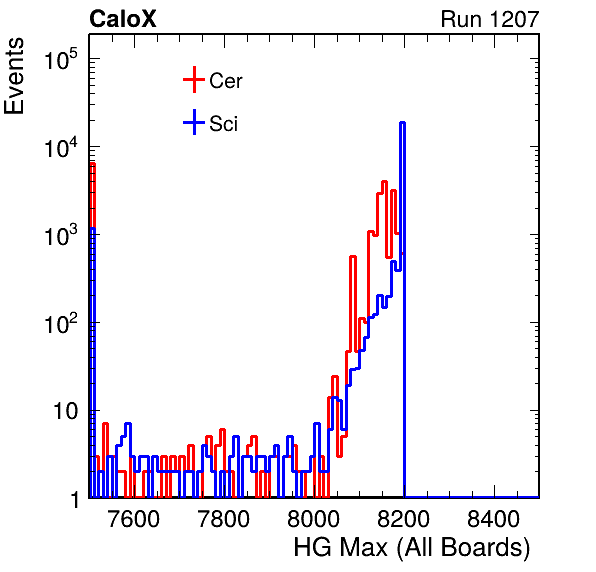 CaloX Run 1207
Events
10^5
10^4
10^3
10^2
10
1
Cer
Sci
7600 7800 8000 8200 8400
HG Max (All Boards)